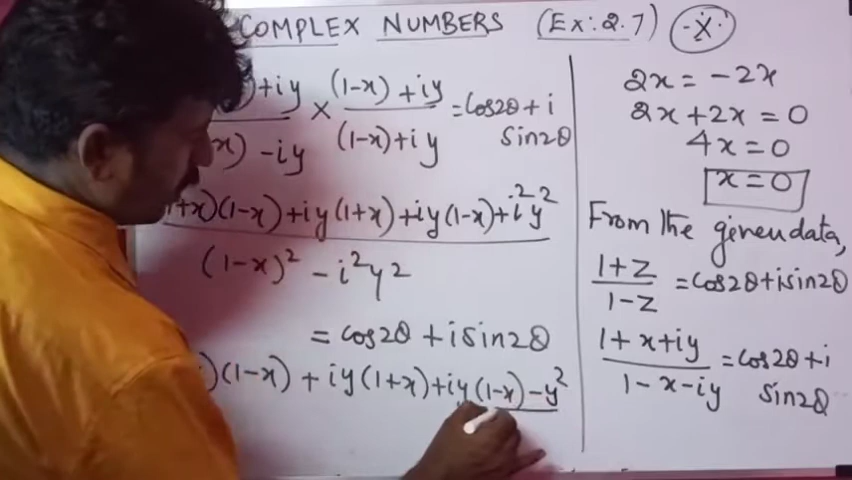 COMPLEX NUMBERS (Ex: 2.7) -X-
)+iy × (1-x)+iy = Cos2θ + i
x) -iy (1-x)+iy Sin2θ
1+x)(1-x)+iy(1+x)+iy(1-x)+i²y²
(1-x)² - i²y²
= Cos2θ + iSin2θ
)(1-x) + iy(1+x)+iy(1-x)-y²
2x = -2x
2x+2x = 0
4x = 0
x = 0
From the given data,
1+z
= Cos2θ+isin2θ
1-z
1+x+iy
= Cos2θ+i
1-x-iy Sin2θ